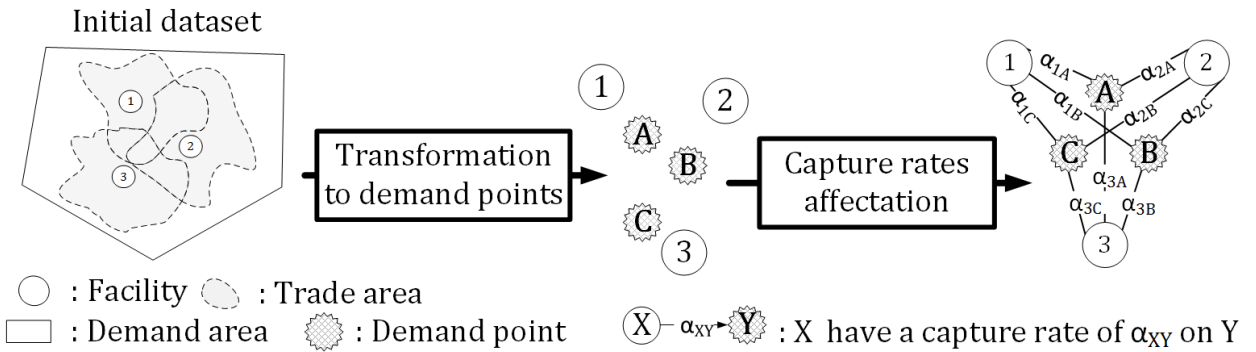 Initial dataset
1
2
3
Transformation
to demand points
1
2
A
B
C
3
Capture rates
affectation
1
2
α1A
α2A
A
α1B
α2B
α1C
α2C
C
B
α3A
α3C
α3B
3
: Facility
: Trade area
: Demand area
: Demand point
X αXY Y : X have a capture rate of αXY on Y